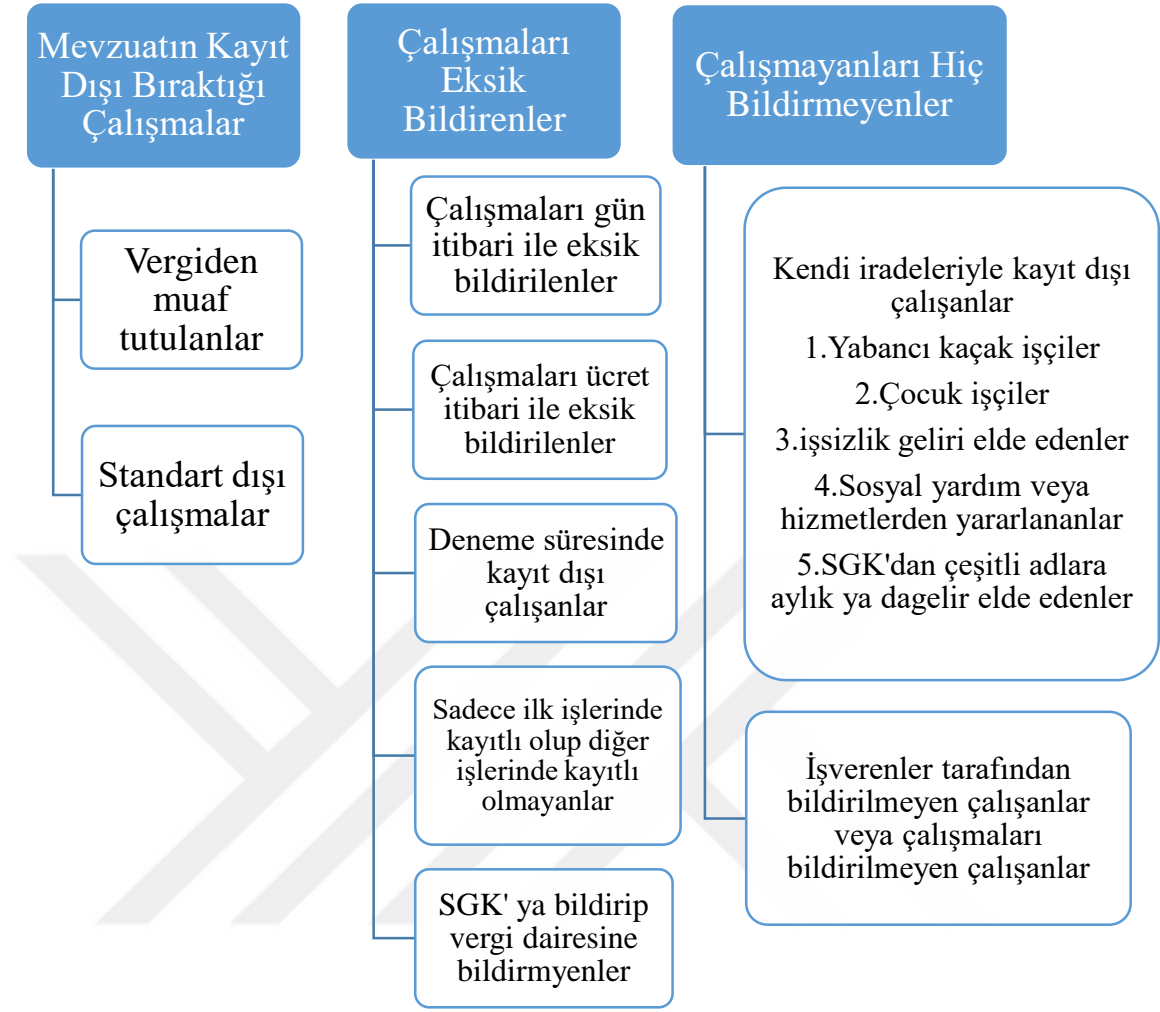 Mevzuatın Kayıt
Dışı Bıraktığı
Çalışmalar
Vergiden
muaf
tutulanlar
Standart dışı
çalışmalar
Çalışmaları
Eksik
Bildirenler
Çalışmaları gün
itibari ile eksik
bildirilenler
Çalışmaları ücret
itibari ile eksik
bildirilenler
Deneme süresinde
kayıt dışı
çalışanlar
Sadece ilk işlerinde
kayıtlı olup diğer
işlerinde kayıtlı
olmayanlar
SGK' ya bildirip
vergi dairesine
bildirmyenler
Çalışmayanları Hiç
Bildirmeyenler
Kendi iradeleriyle kayıt dışı
çalışanlar
1.Yabancı kaçak işçiler
2.Çocuk işçiler
3.işsizlik geliri elde edenler
4.Sosyal yardım veya
hizmetlerden yararlananlar
5.SGK'dan çeşitli adlara
aylık ya dagelir elde edenler
İşverenler tarafından
bildirilmeyen çalışanlar
veya çalışmaları
bildirilmeyen çalışanlar